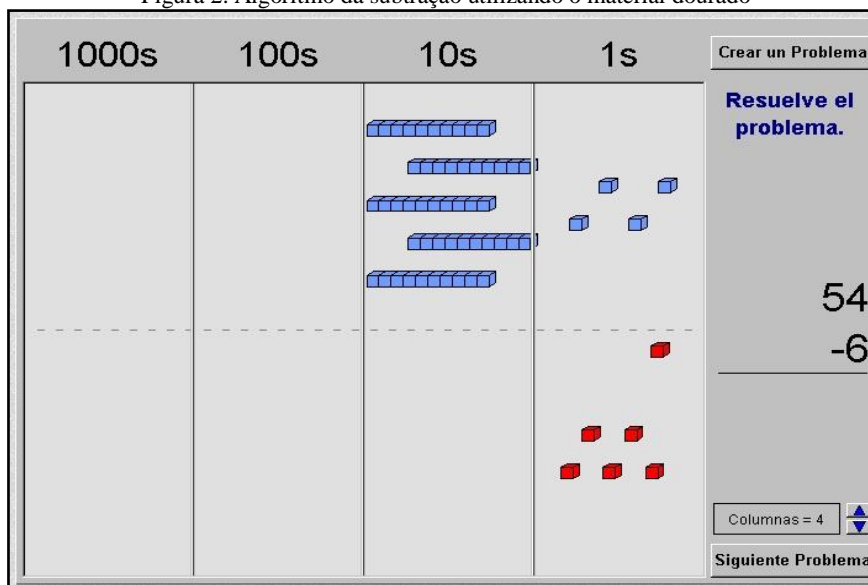 Figura 2: Algoritmo da subtração utilizando o material dourado
1000s 100s 10s 1s
Crear un Problema
Resuelve el
problema.
54
-6
Columnas = 4
Siguiente Problema